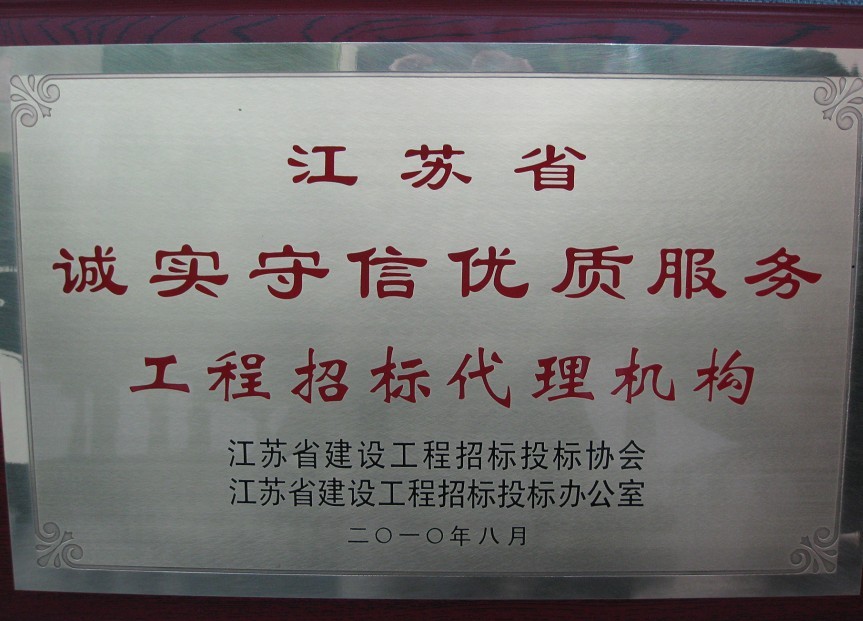 江苏省
诚实守信优质服务
工程招标代理机构
江苏省建设工程招标投标协会
江苏省建设工程招标投标办公室
二〇一〇年八月